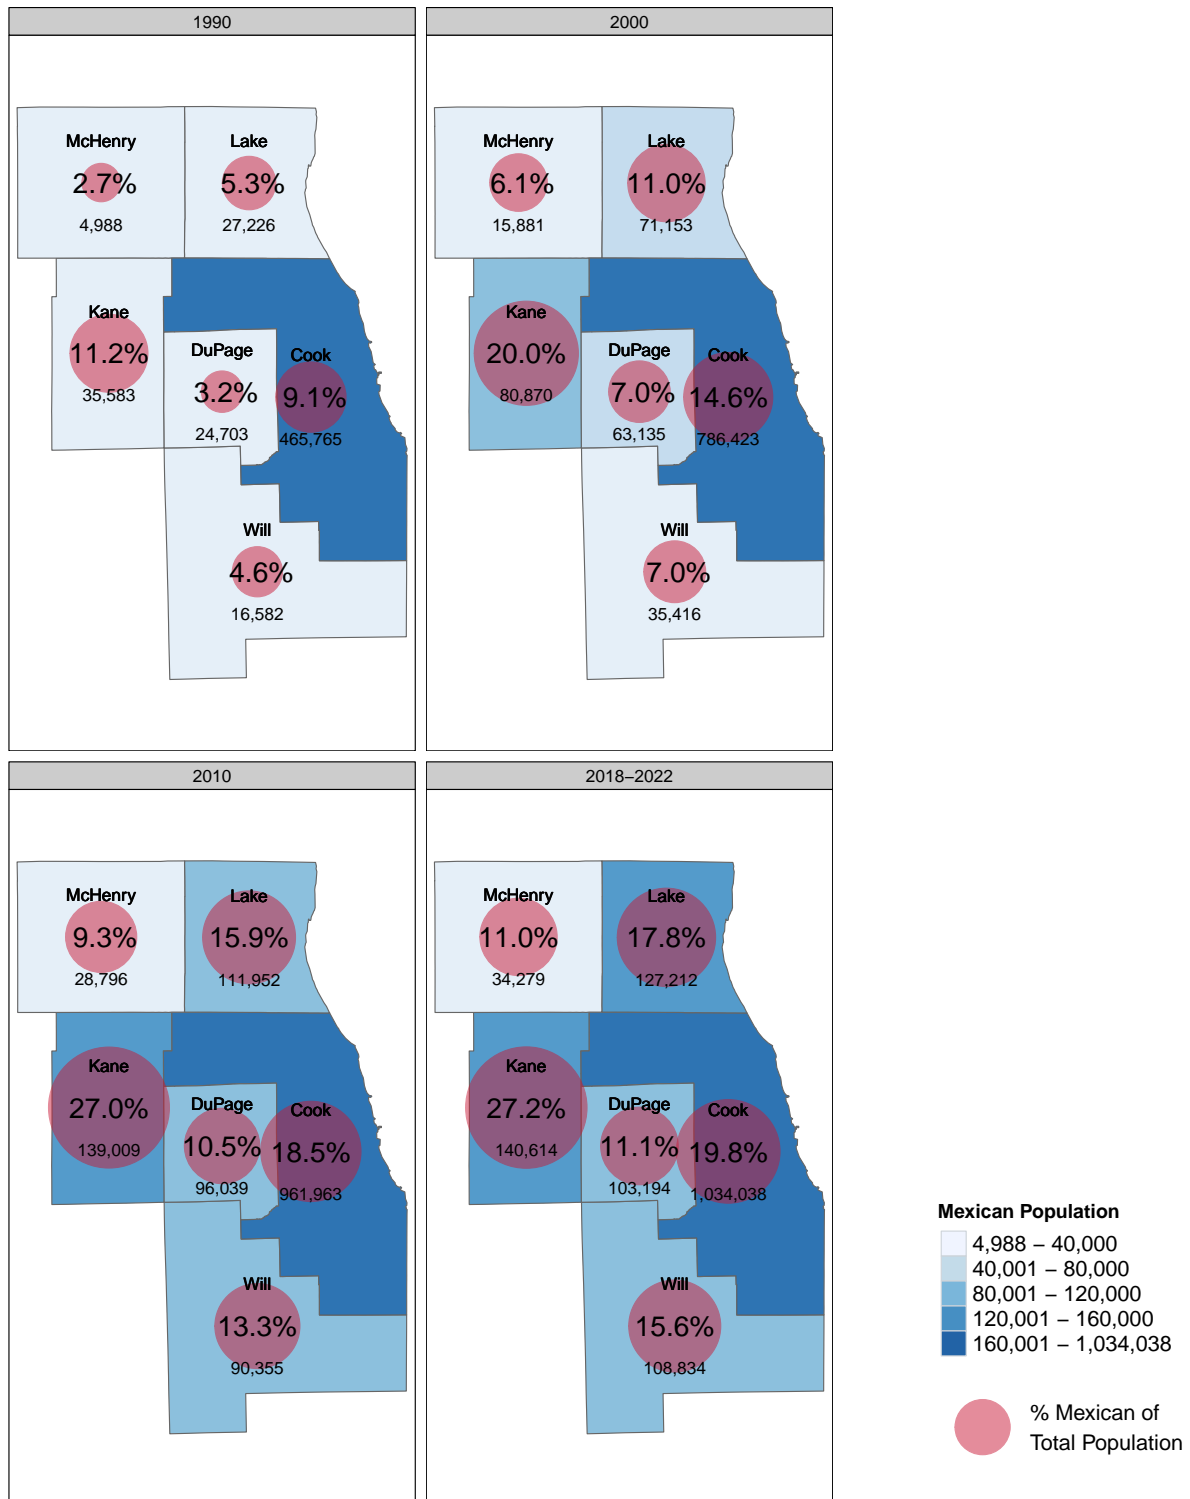 1990
McHenry
2.7%
4,988
Lake
5.3%
27,226
Kane
11.2%
35,583
DuPage
3.2%
24,703
Cook
9.1%
465,765
Will
4.6%
16,582
2000
McHenry
6.1%
15,881
Lake
11.0%
71,153
Kane
20.0%
80,870
DuPage
7.0%
63,135
Cook
14.6%
786,423
Will
7.0%
35,416
2010
McHenry
9.3%
28,796
Lake
15.9%
111,952
Kane
27.0%
139,009
DuPage
10.5%
96,039
Cook
18.5%
961,963
Will
13.3%
90,355
2018−2022
McHenry
11.0%
34,279
Lake
17.8%
127,212
Kane
27.2%
140,614
DuPage
11.1%
103,194
Cook
19.8%
1,034,038
Will
15.6%
108,834
Mexican Population
4,988 − 40,000
40,001 − 80,000
80,001 − 120,000
120,001 − 160,000
160,001 − 1,034,038
% Mexican of
Total Population